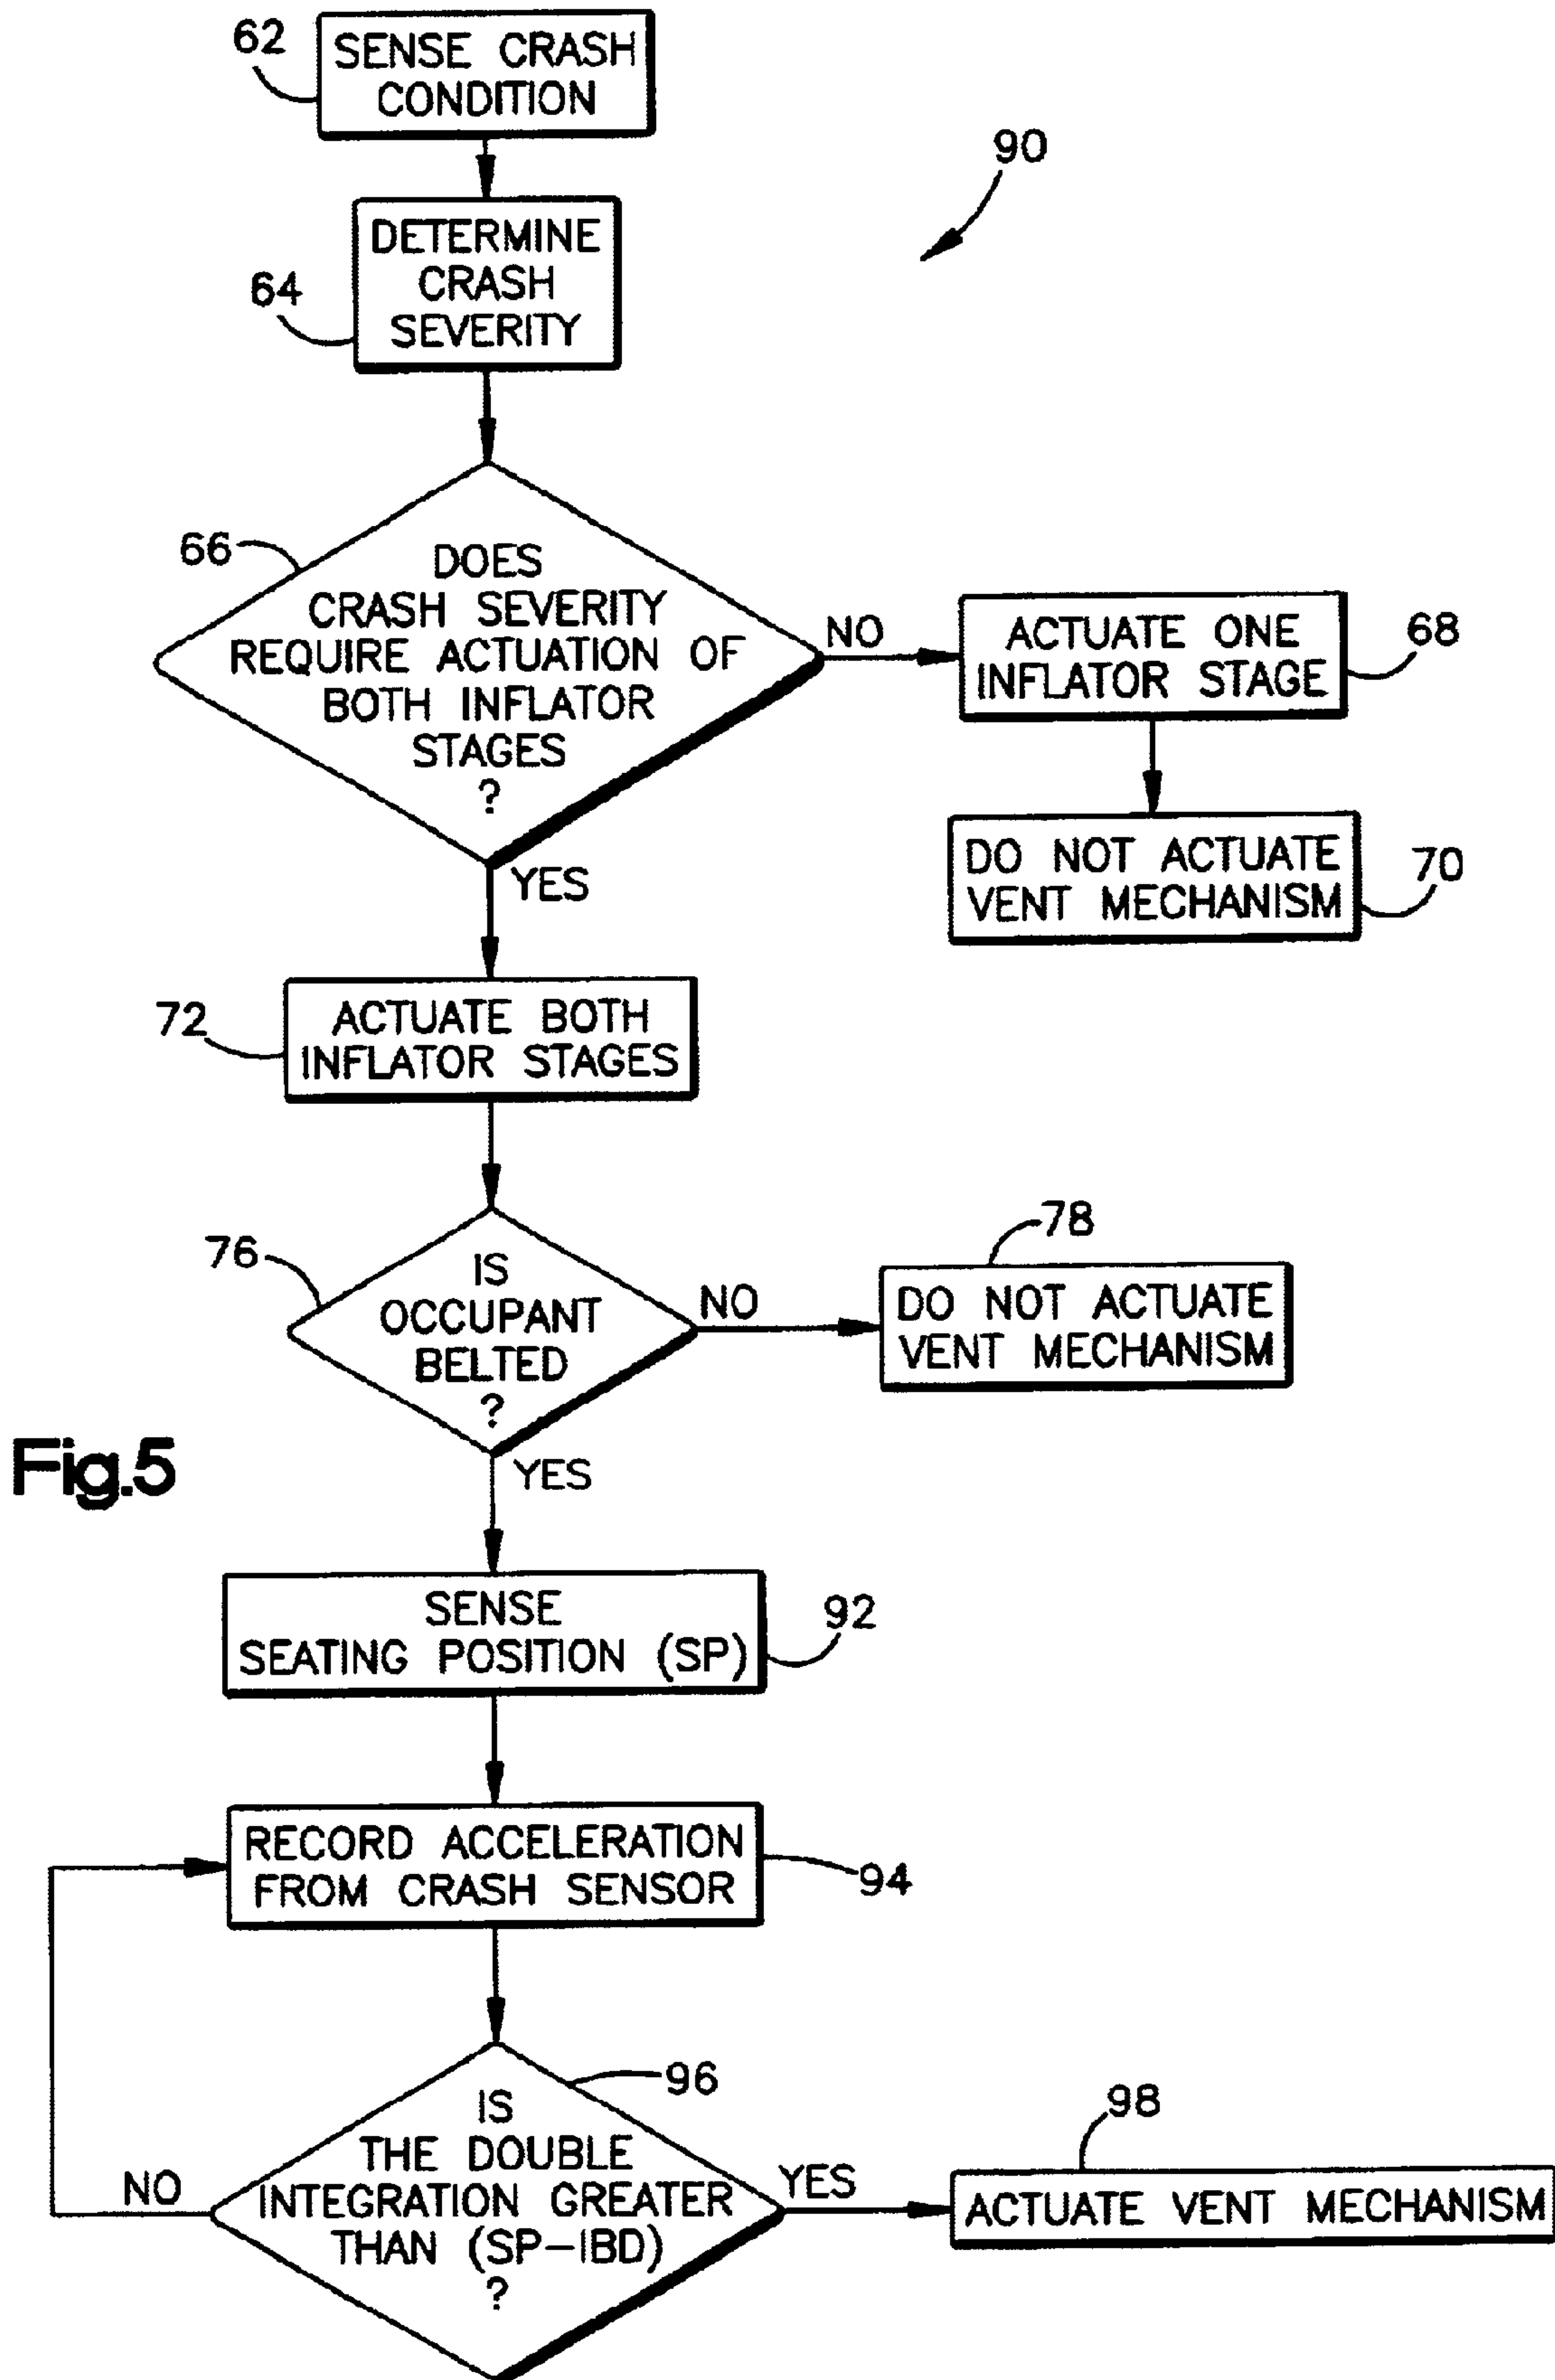 62
SENSE CRASH
CONDITION
90
64
DETERMINE
CRASH
SEVERITY
66
DOES
CRASH SEVERITY
REQUIRE ACTUATION OF
BOTH INFLATOR
STAGES
?
NO
ACTUATE ONE
INFLATOR STAGE
68
DO NOT ACTUATE
VENT MECHANISM
70
YES
72
ACTUATE BOTH
INFLATOR STAGES
76
IS
OCCUPANT
BELTED
?
NO
78
DO NOT ACTUATE
VENT MECHANISM
Fig.5
YES
SENSE
SEATING POSITION (SP)
92
RECORD ACCELERATION
FROM CRASH SENSOR
94
96
IS
THE DOUBLE
INTEGRATION GREATER
THAN (SP-IBD)
?
NO
YES
98
ACTUATE VENT MECHANISM